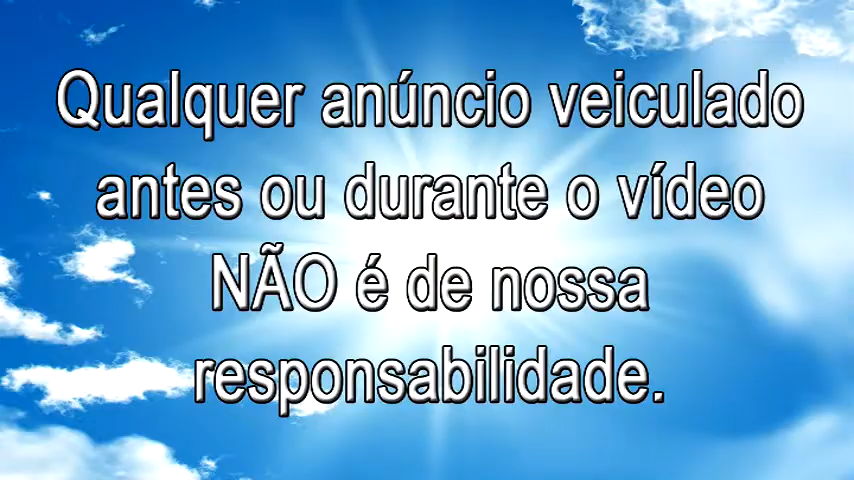 Qualquer anúncio veiculado
antes ou durante o vídeo
NÃO é de nossa
responsabilidade.